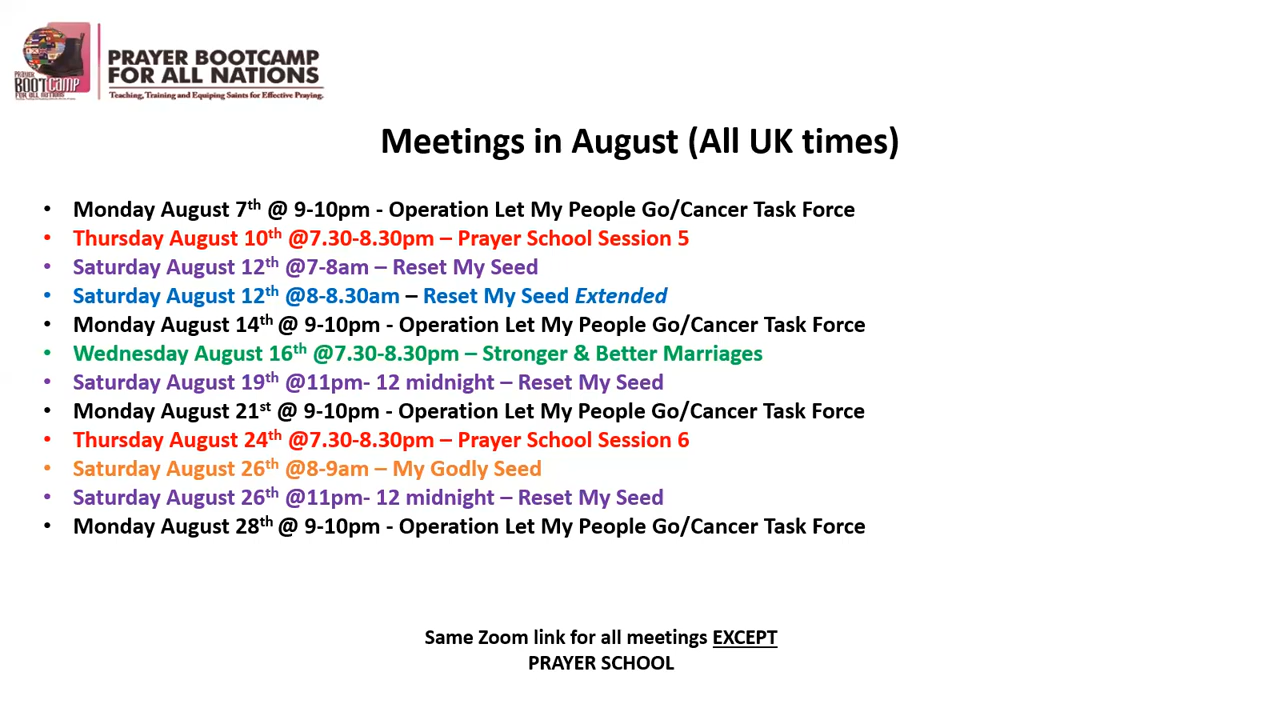 PRAYER BOOTCAMP
FOR ALL NATIONS
Teaching, Training and Equiping Saints for Effective Praying.
PRAYER
BOOTCAMP
FOR ALL NATIONS
Meetings in August (All UK times)
• Monday August 7th @ 9-10pm - Operation Let My People Go/Cancer Task Force
• Thursday August 10th @7.30-8.30pm – Prayer School Session 5
• Saturday August 12th @7-8am – Reset My Seed
• Saturday August 12th @8-8.30am – Reset My Seed Extended
• Monday August 14th @ 9-10pm - Operation Let My People Go/Cancer Task Force
• Wednesday August 16th @7.30-8.30pm – Stronger & Better Marriages
• Saturday August 19th @11pm- 12 midnight – Reset My Seed
• Monday August 21st @ 9-10pm - Operation Let My People Go/Cancer Task Force
• Thursday August 24th @7.30-8.30pm – Prayer School Session 6
• Saturday August 26th @8-9am – My Godly Seed
• Saturday August 26th @11pm- 12 midnight – Reset My Seed
• Monday August 28th @ 9-10pm - Operation Let My People Go/Cancer Task Force
Same Zoom link for all meetings EXCEPT
PRAYER SCHOOL